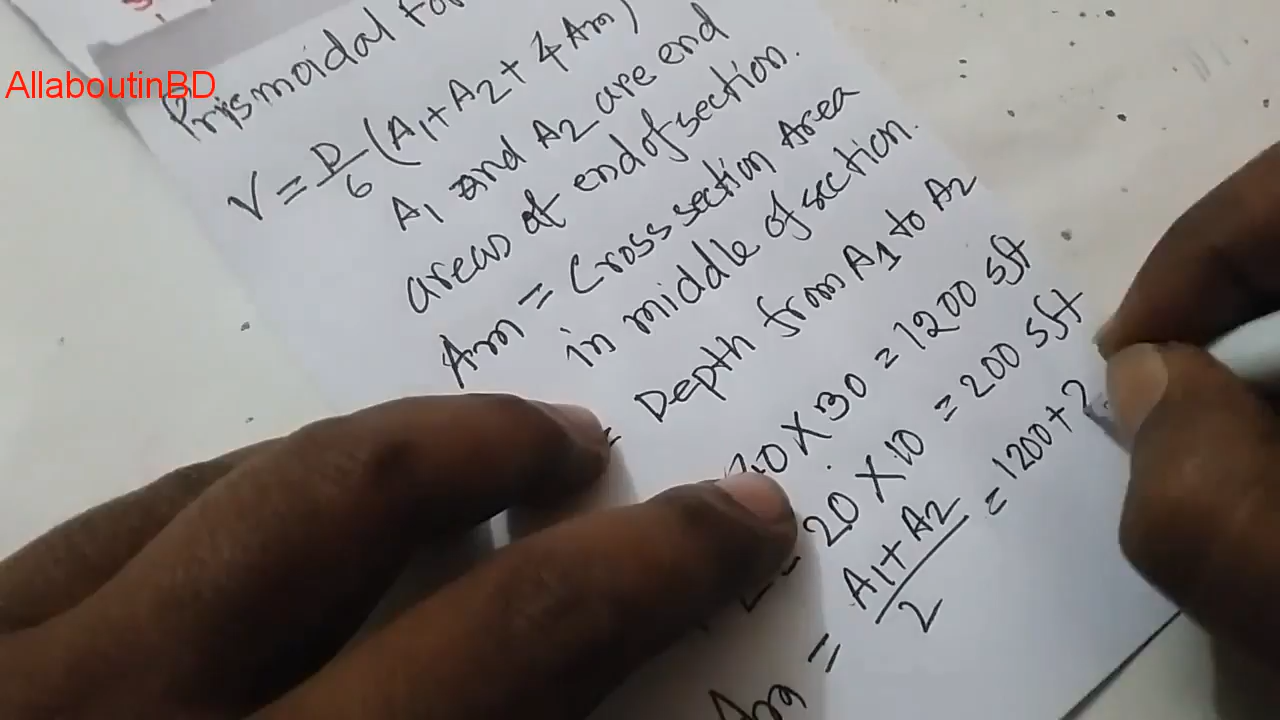 AllaboutinBD
Prismoidal
V = D/6 (A1 + A2 + 4Am)
A1 and A2 are end
areas of end of section.
Am = Cross section Area
in middle of section.
= Depth from A1 to A2
0 X 30 = 1200 sft
= 20 X 10 = 200 sft
Am = A1 + A2 / 2 = 1200 + 2